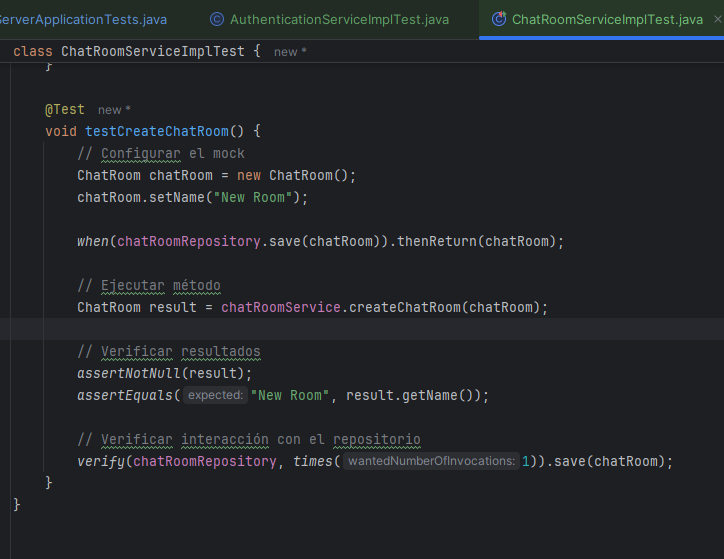 ServerApplicationTests.java AuthenticationServiceImplTest.java ChatRoomServiceImplTest.java
class ChatRoomServiceImplTest { new *
}
@Test new *
void testCreateChatRoom() {
// Configurar el mock
ChatRoom chatRoom = new ChatRoom();
chatRoom.setName("New Room");
when(chatRoomRepository.save(chatRoom)).thenReturn(chatRoom);
// Ejecutar método
ChatRoom result = chatRoomService.createChatRoom(chatRoom);
// Verificar resultados
assertNotNull(result);
assertEquals( expected: "New Room", result.getName());
// Verificar interacción con el repositorio
verify(chatRoomRepository, times( wantedNumberOfInvocations: 1)).save(chatRoom);
}
}